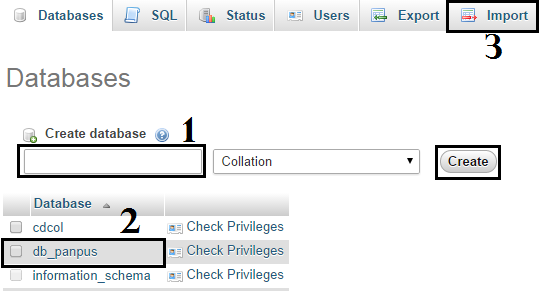 Databases SQL Status Users Export Import
3
Databases
Create database 1
Collation Create
Database 2
cdcol Check Privileges
db_panpus Check Privileges
information_schema Check Privileges